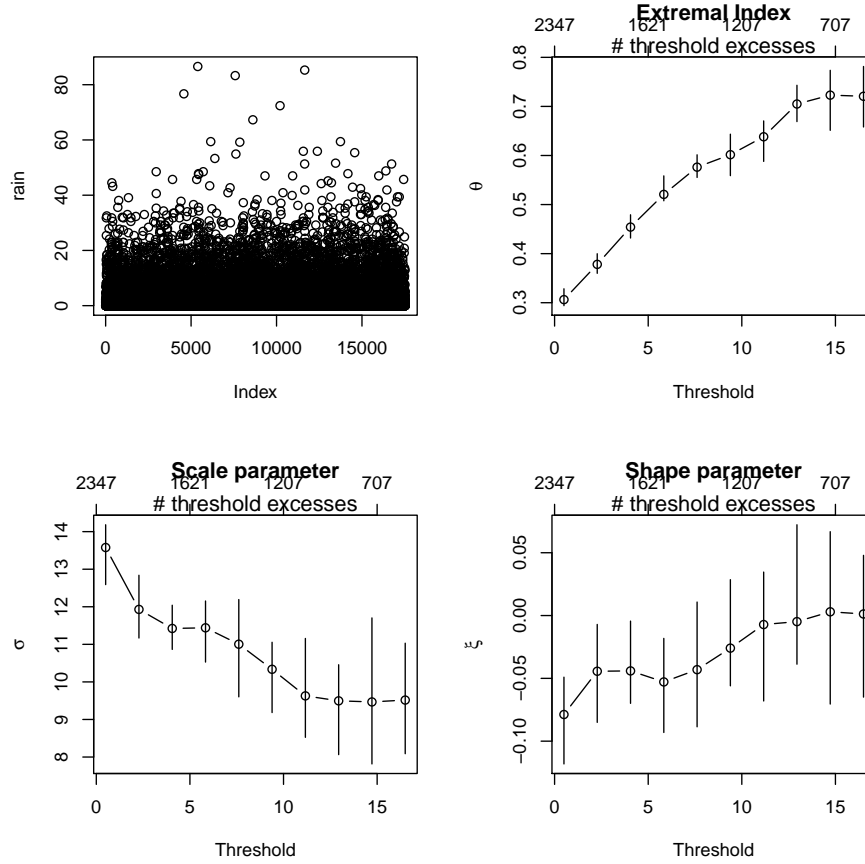 rain
0 20 40 60 80
0 5000 10000 15000
Index
Extremal Index
2347 1621 1207 707
# threshold excesses
θ
0.3 0.4 0.5 0.6 0.7 0.8
0 5 10 15
Threshold
Scale parameter
2347 1621 1207 707
# threshold excesses
σ
8 9 10 11 12 13 14
0 5 10 15
Threshold
Shape parameter
2347 1621 1207 707
# threshold excesses
ξ
−0.10 −0.05 0.00 0.05
0 5 10 15
Threshold